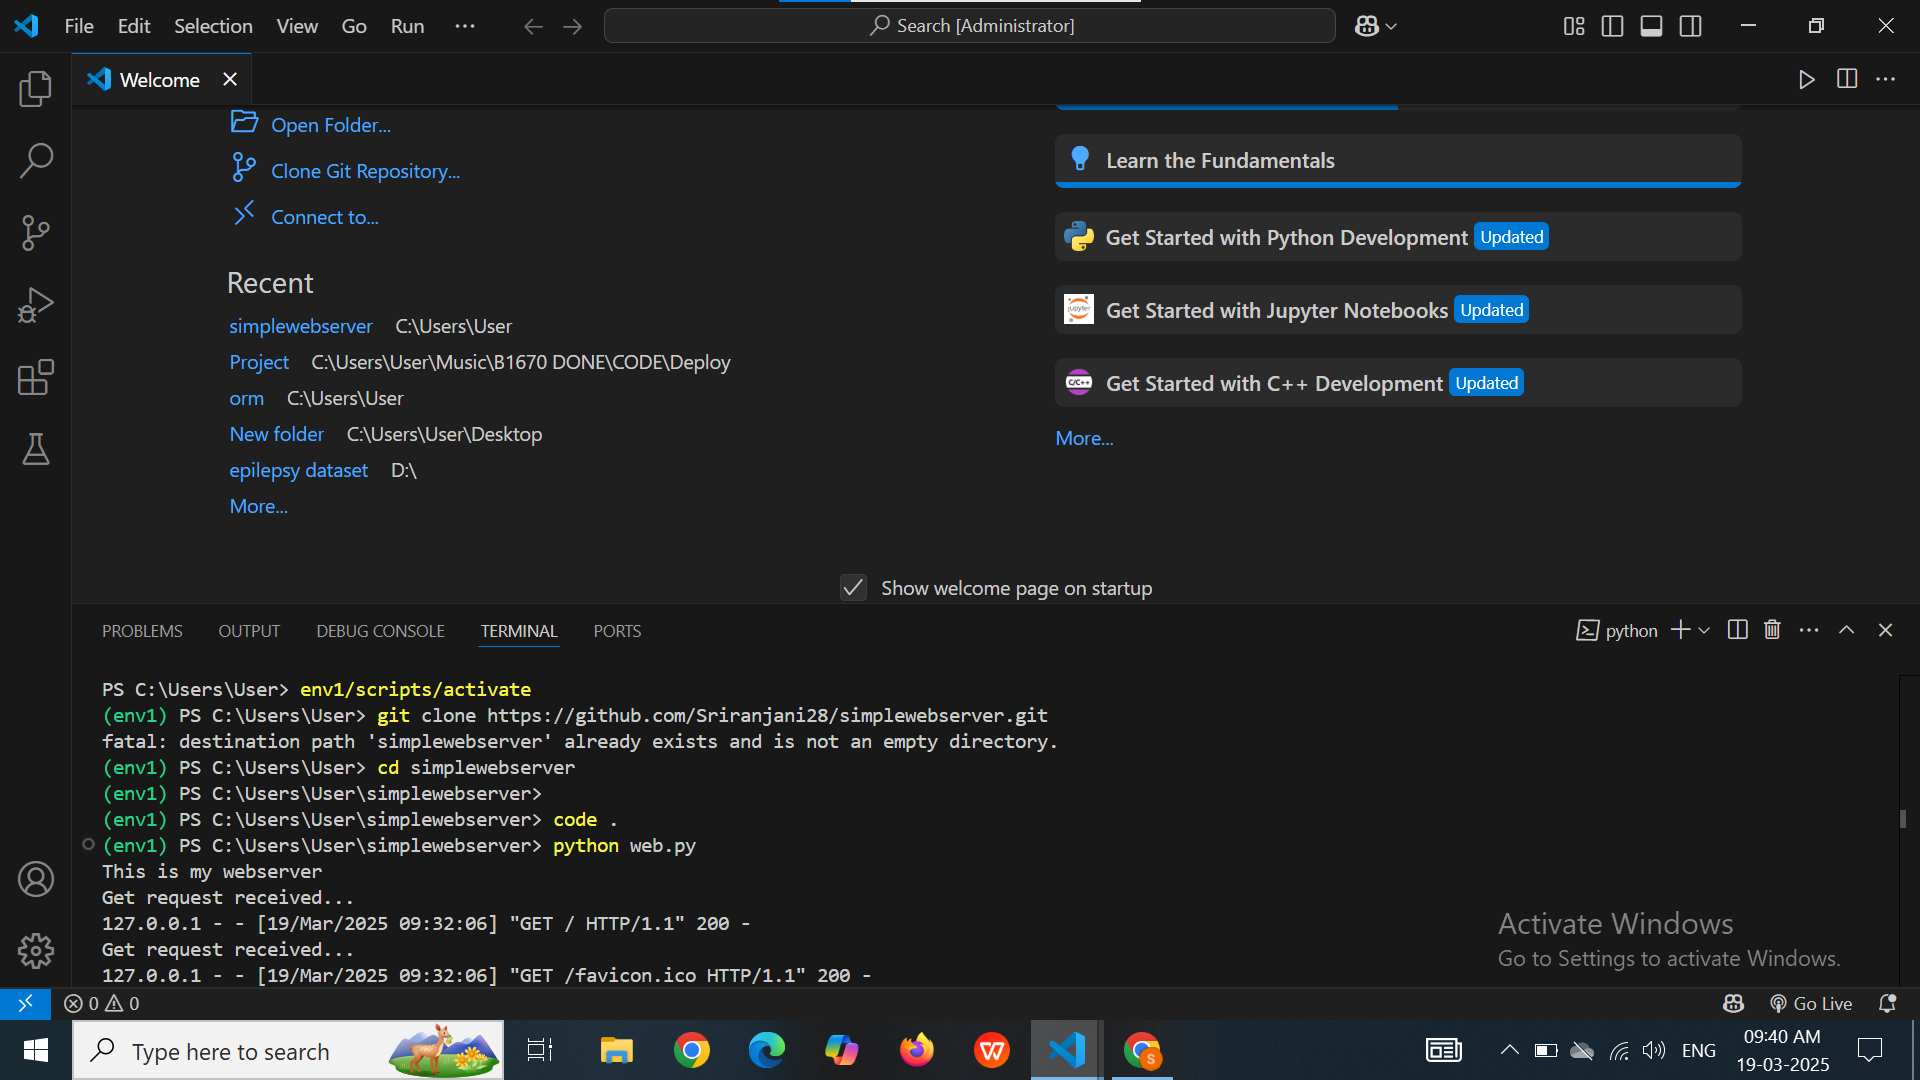 File Edit Selection View Go Run ···
Search [Administrator]
Welcome
Open Folder...
Clone Git Repository...
Connect to...
Recent
simplewebserver C:\Users\User
Project C:\Users\User\Music\B1670 DONE\CODE\Deploy
orm C:\Users\User
New folder C:\Users\User\Desktop
epilepsy dataset D:\
More...
Learn the Fundamentals
Get Started with Python Development Updated
jupyter Get Started with Jupyter Notebooks Updated
C/C++ Get Started with C++ Development Updated
More...
Show welcome page on startup
PROBLEMS OUTPUT DEBUG CONSOLE TERMINAL PORTS
python
PS C:\Users\User> env1/scripts/activate
(env1) PS C:\Users\User> git clone https://github.com/Sriranjani28/simplewebserver.git
fatal: destination path 'simplewebserver' already exists and is not an empty directory.
(env1) PS C:\Users\User> cd simplewebserver
(env1) PS C:\Users\User\simplewebserver>
(env1) PS C:\Users\User\simplewebserver> code .
(env1) PS C:\Users\User\simplewebserver> python web.py
This is my webserver
Get request received...
127.0.0.1 - - [19/Mar/2025 09:32:06] "GET / HTTP/1.1" 200 -
Get request received...
127.0.0.1 - - [19/Mar/2025 09:32:06] "GET /favicon.ico HTTP/1.1" 200 -
Activate Windows
Go to Settings to activate Windows.
0 0
Go Live
Type here to search
W
S
ENG
09:40 AM
19-03-2025